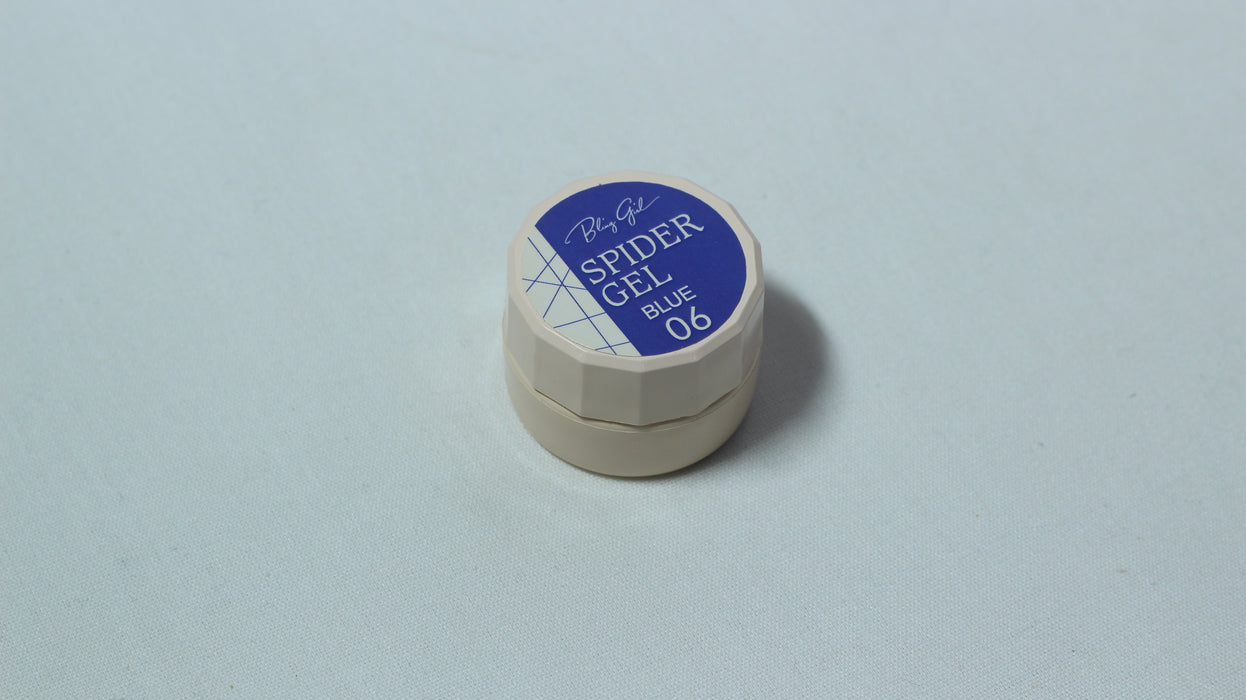 Bling Girl
SPIDER
GEL
BLUE
06